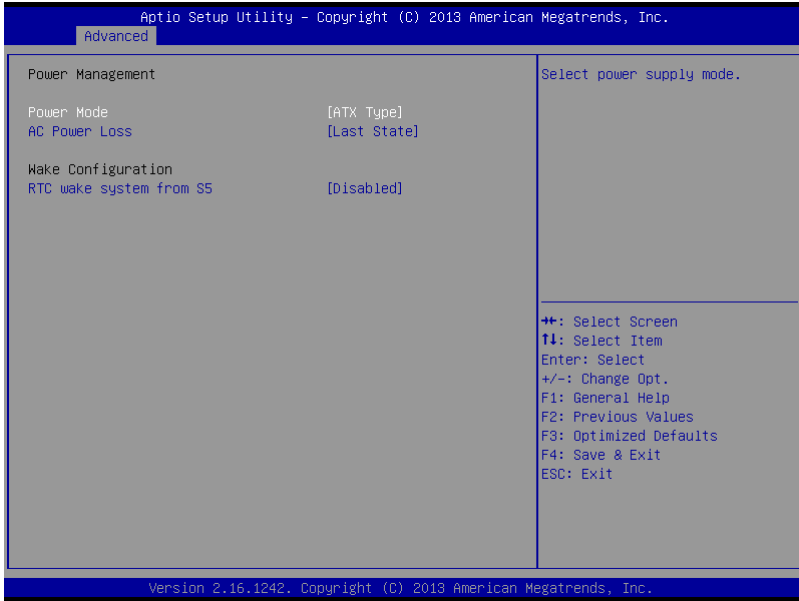 Aptio Setup Utility – Copyright (C) 2013 American Megatrends, Inc.
Advanced
Power Management
Power Mode [ATX Type]
AC Power Loss [Last State]
Wake Configuration
RTC wake system from S5 [Disabled]
Select power supply mode.
→←: Select Screen
↑↓: Select Item
Enter: Select
+/-: Change Opt.
F1: General Help
F2: Previous Values
F3: Optimized Defaults
F4: Save & Exit
ESC: Exit
Version 2.16.1242. Copyright (C) 2013 American Megatrends, Inc.